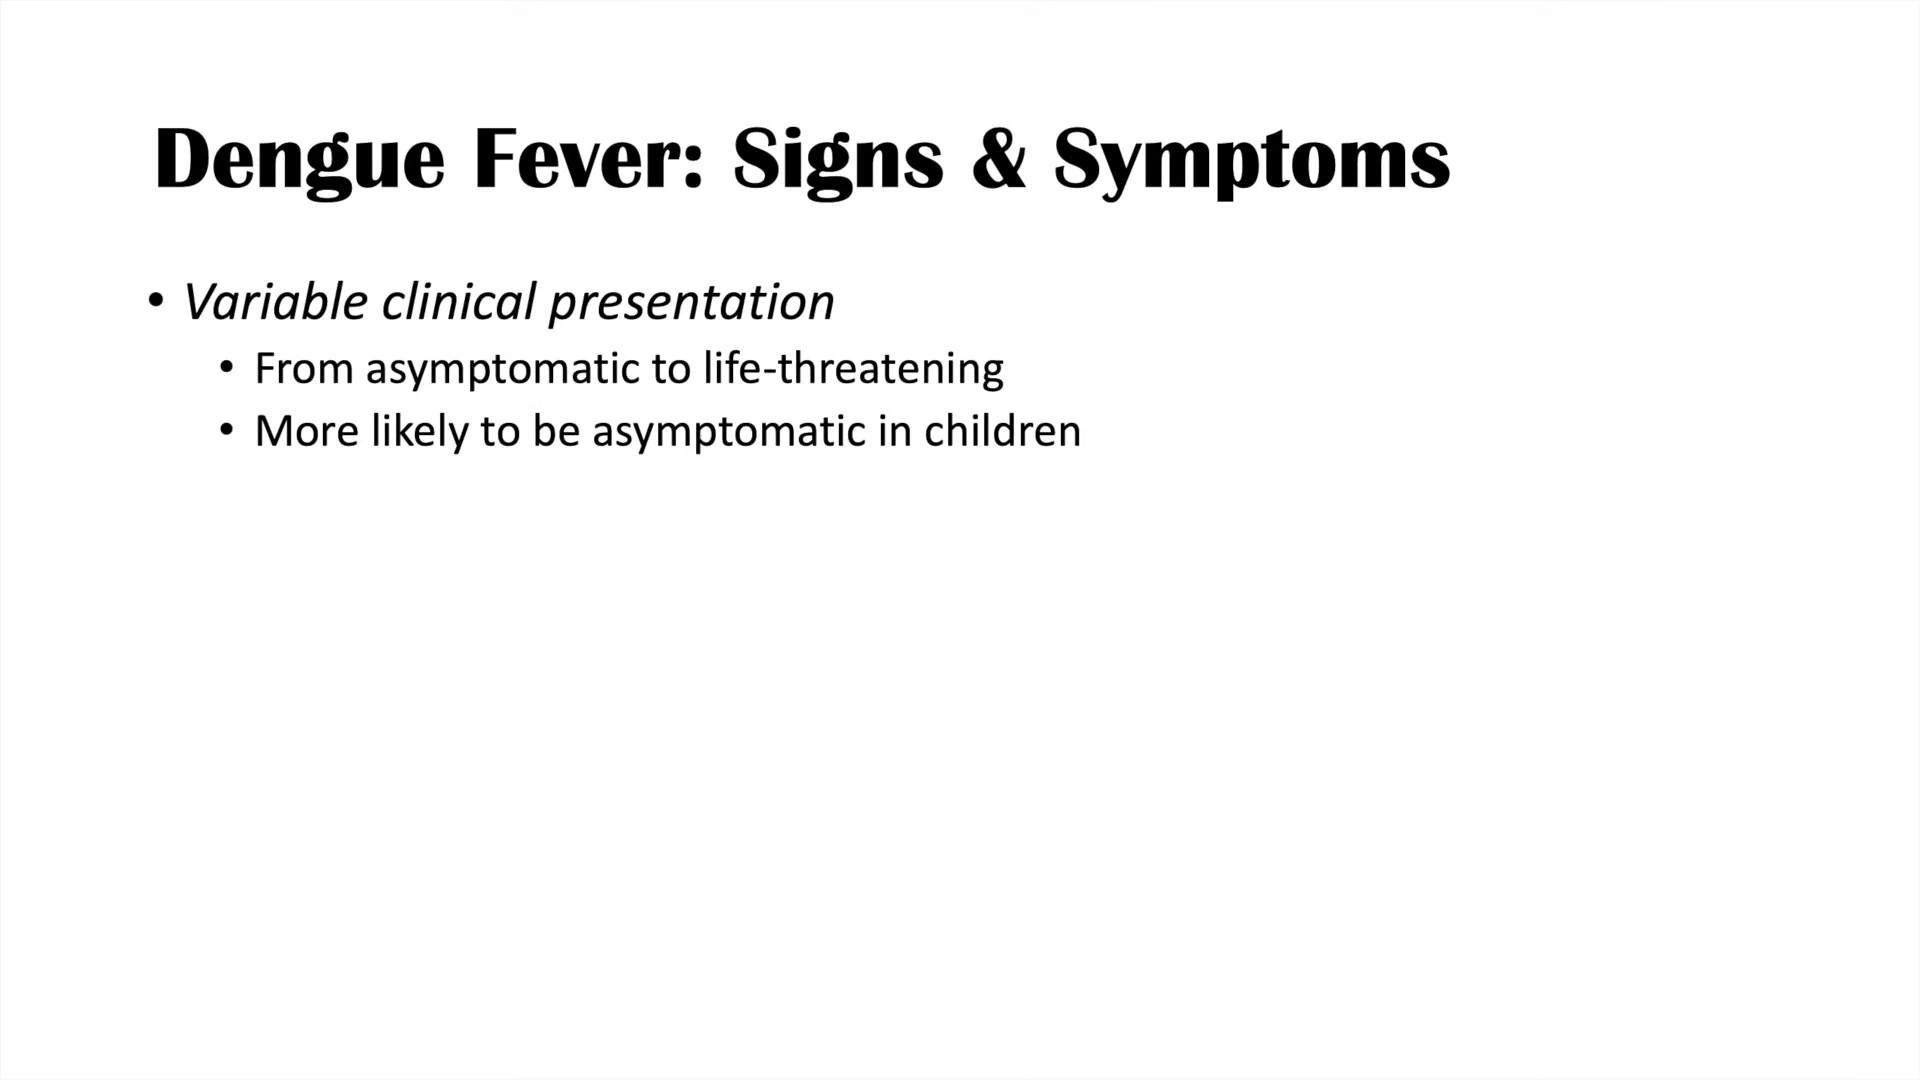 Dengue Fever: Signs & Symptoms
• Variable clinical presentation
• From asymptomatic to life-threatening
• More likely to be asymptomatic in children